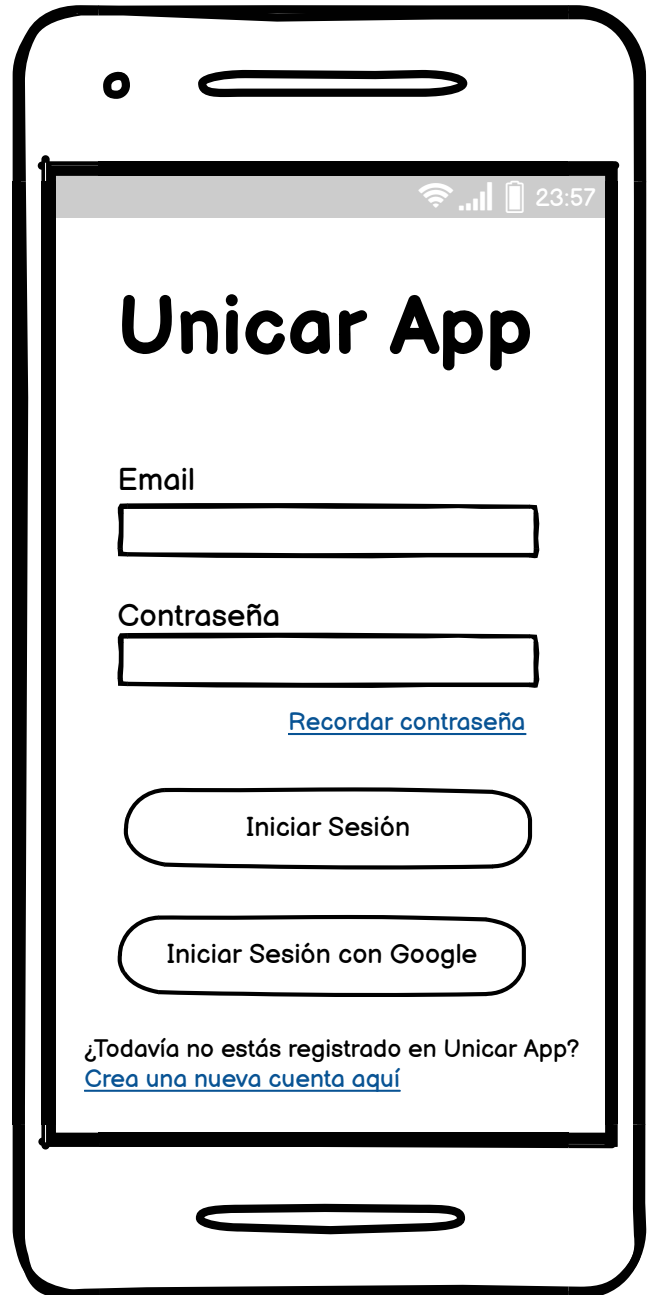 23:57
Unicar App
Email
Contraseña
Recordar contraseña
Iniciar Sesión
Iniciar Sesión con Google
¿Todavía no estás registrado en Unicar App?
Crea una nueva cuenta aquí